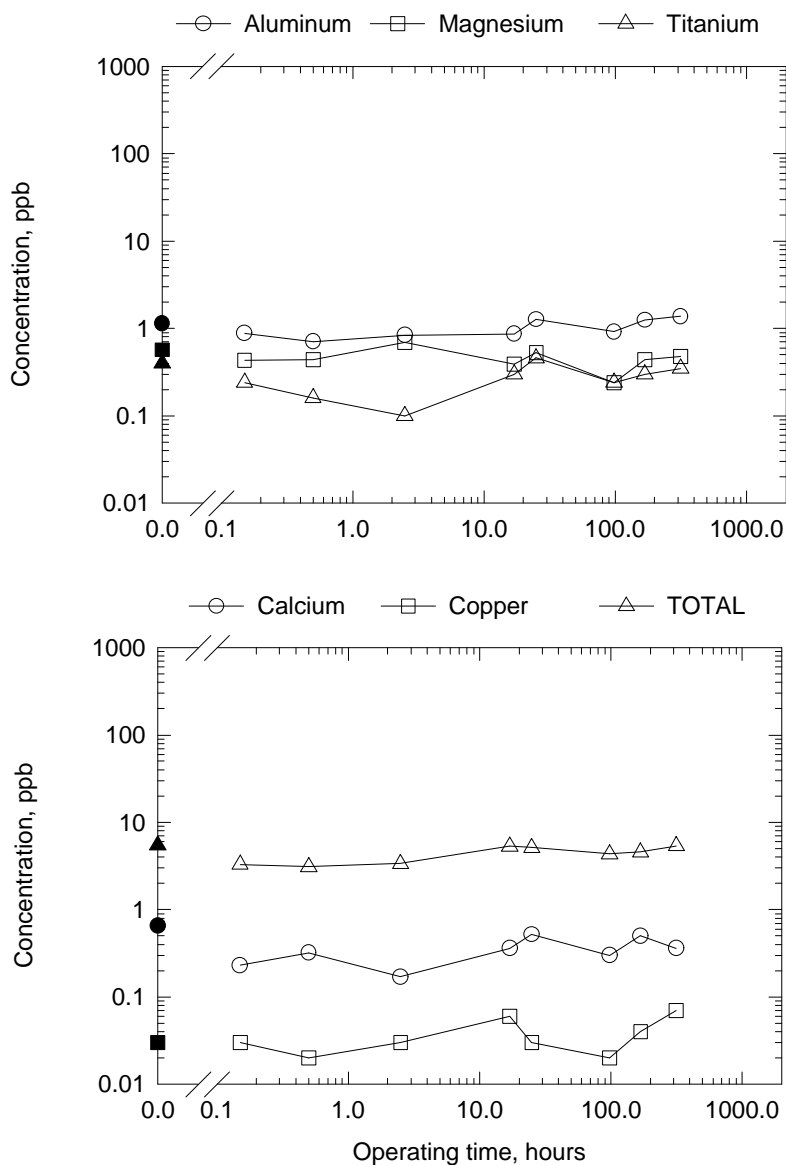 Aluminum Magnesium Titanium
1000
100
10
1
0.1
0.01
Concentration, ppb
0.0 0.1 1.0 10.0 100.0 1000.0
Calcium Copper TOTAL
1000
100
10
1
0.1
0.01
Concentration, ppb
0.0 0.1 1.0 10.0 100.0 1000.0
Operating time, hours